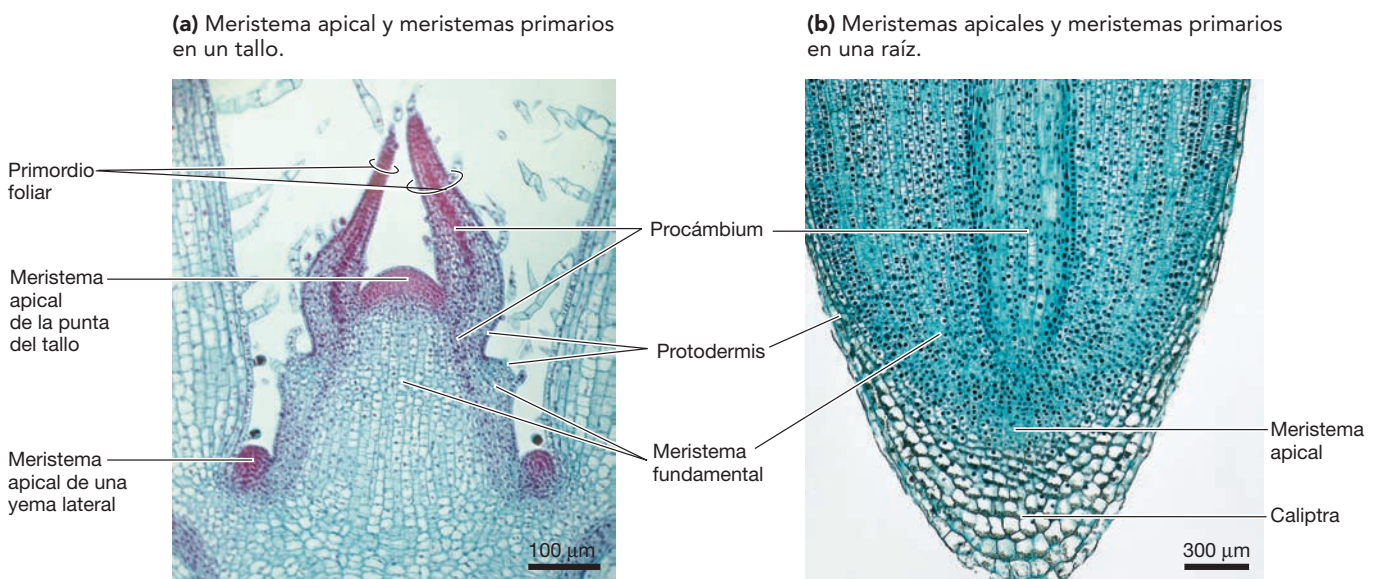 (a) Meristema apical y meristemas primarios
en un tallo.
(b) Meristemas apicales y meristemas primarios
en una raíz.
Primordio
foliar
Meristema
apical
de la punta
del tallo
Meristema
apical de una
yema lateral
Procámbium
Protodermis
Meristema
fundamental
Meristema
apical
Caliptra
100 μm
300 μm